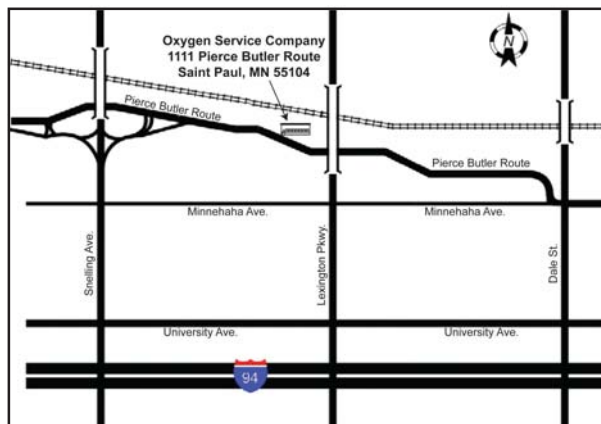 Oxygen Service Company
1111 Pierce Butler Route
Saint Paul, MN 55104
N
Pierce Butler Route
Pierce Butler Route
Minnehaha Ave.
Minnehaha Ave.
Snelling Ave.
Lexington Pkwy.
Dale St.
University Ave.
University Ave.
94